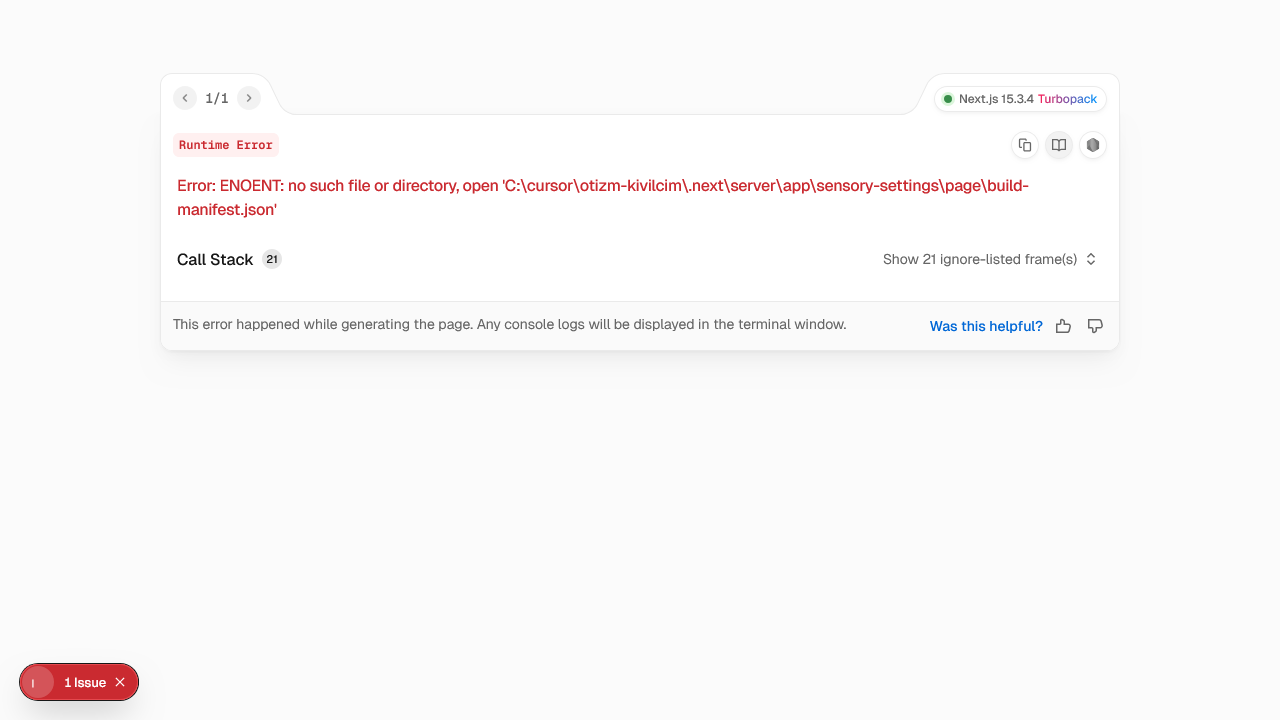 1/1
Next.js 15.3.4 Turbopack
Runtime Error
Error: ENOENT: no such file or directory, open 'C:\cursor\otizm-kivilcim\.next\server\app\sensory-settings\page\build-
manifest.json'
Call Stack 21
Show 21 ignore-listed frame(s)
This error happened while generating the page. Any console logs will be displayed in the terminal window.
Was this helpful?
1 Issue